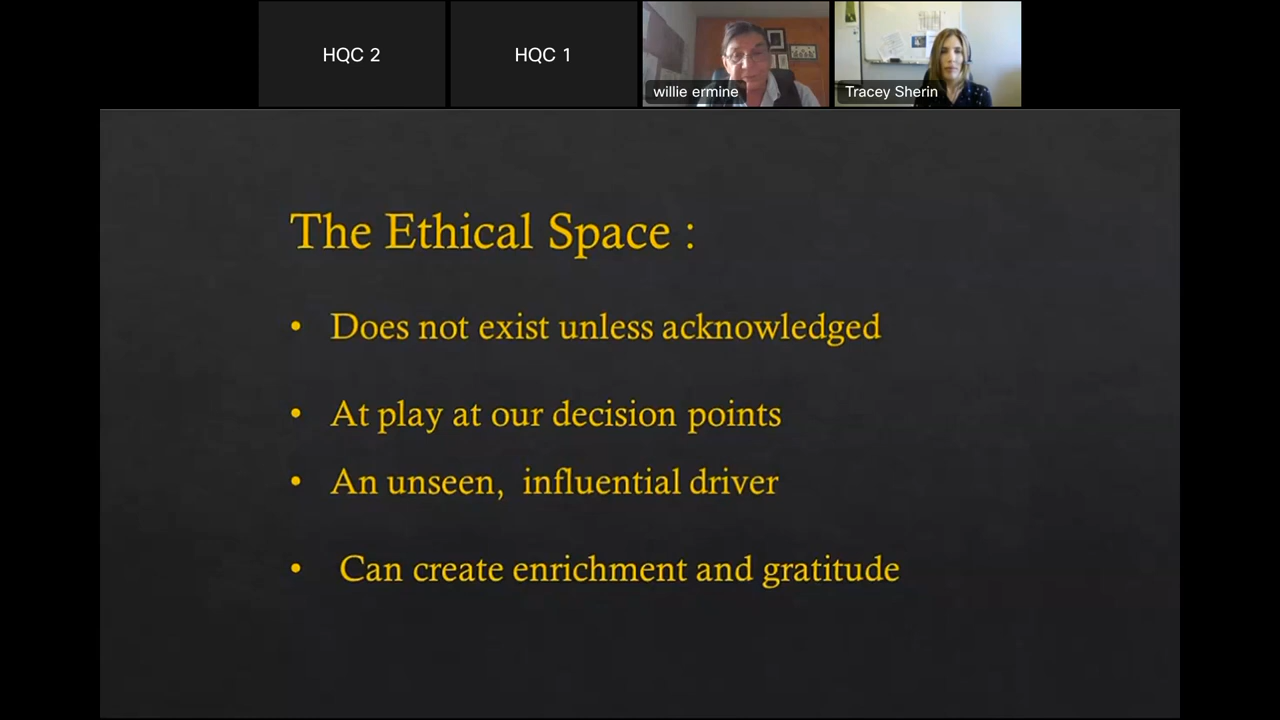 HQC 2
HQC 1
willie ermine
Tracey Sherin
The Ethical Space :
• Does not exist unless acknowledged
• At play at our decision points
• An unseen, influential driver
• Can create enrichment and gratitude